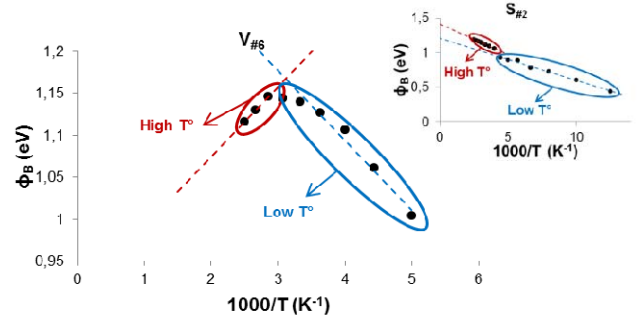 V#6
1,2
1,15
1,1
1,05
1
0,95
ϕB (eV)
High T°
Low T°
0
1
2
3
4
5
6
1000/T (K-1)
S#2
1,5
1
0,5
0
ϕB (eV)
High T°
Low T°
0
5
10
1000/T (K-1)